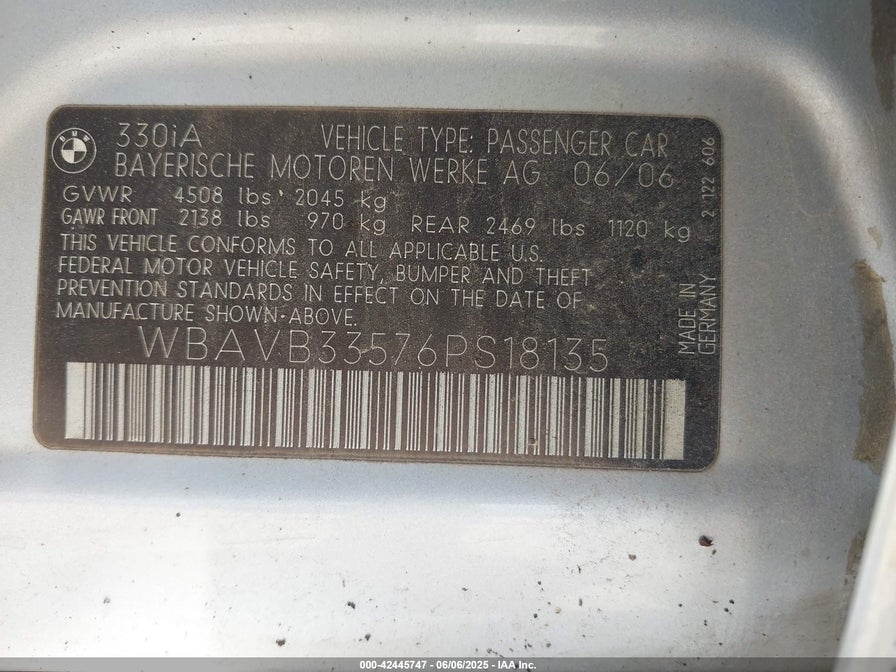 BMW
330iA VEHICLE TYPE: PASSENGER CAR
BAYERISCHE MOTOREN WERKE AG 06/06
GVWR 4508 lbs 2045 kg
GAWR FRONT 2138 lbs 970 kg REAR 2469 lbs 1120 kg
THIS VEHICLE CONFORMS TO ALL APPLICABLE U.S.
FEDERAL MOTOR VEHICLE SAFETY, BUMPER AND THEFT
PREVENTION STANDARDS IN EFFECT ON THE DATE OF
MANUFACTURE SHOWN-ABOVE.
WBAVB33576PS18135
MADE IN
GERMANY
2 122 606
000-42445747 - 06/06/2025 - IAA Inc.